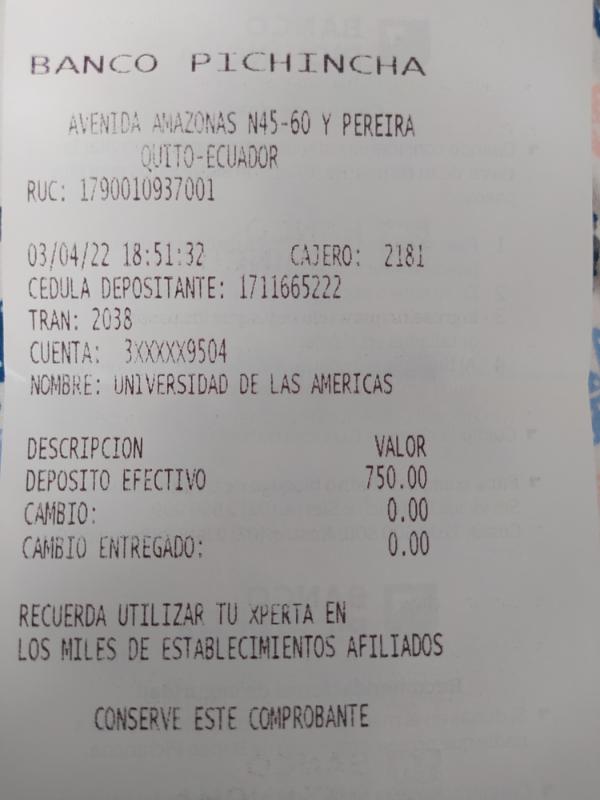 BANCO PICHINCHA
AVENIDA AMAZONAS N45-60 Y PEREIRA
QUITO-ECUADOR
RUC: 1790010937001
03/04/22 18:51:32 CAJERO: 2181
CEDULA DEPOSITANTE: 1711665222
TRAN: 2038
CUENTA: 3XXXXX9504
NOMBRE: UNIVERSIDAD DE LAS AMERICAS
DESCRIPCION VALOR
DEPOSITO EFECTIVO 750.00
CAMBIO: 0.00
CAMBIO ENTREGADO: 0.00
RECUERDA UTILIZAR TU XPERTA EN
LOS MILES DE ESTABLECIMIENTOS AFILIADOS
CONSERVE ESTE COMPROBANTE